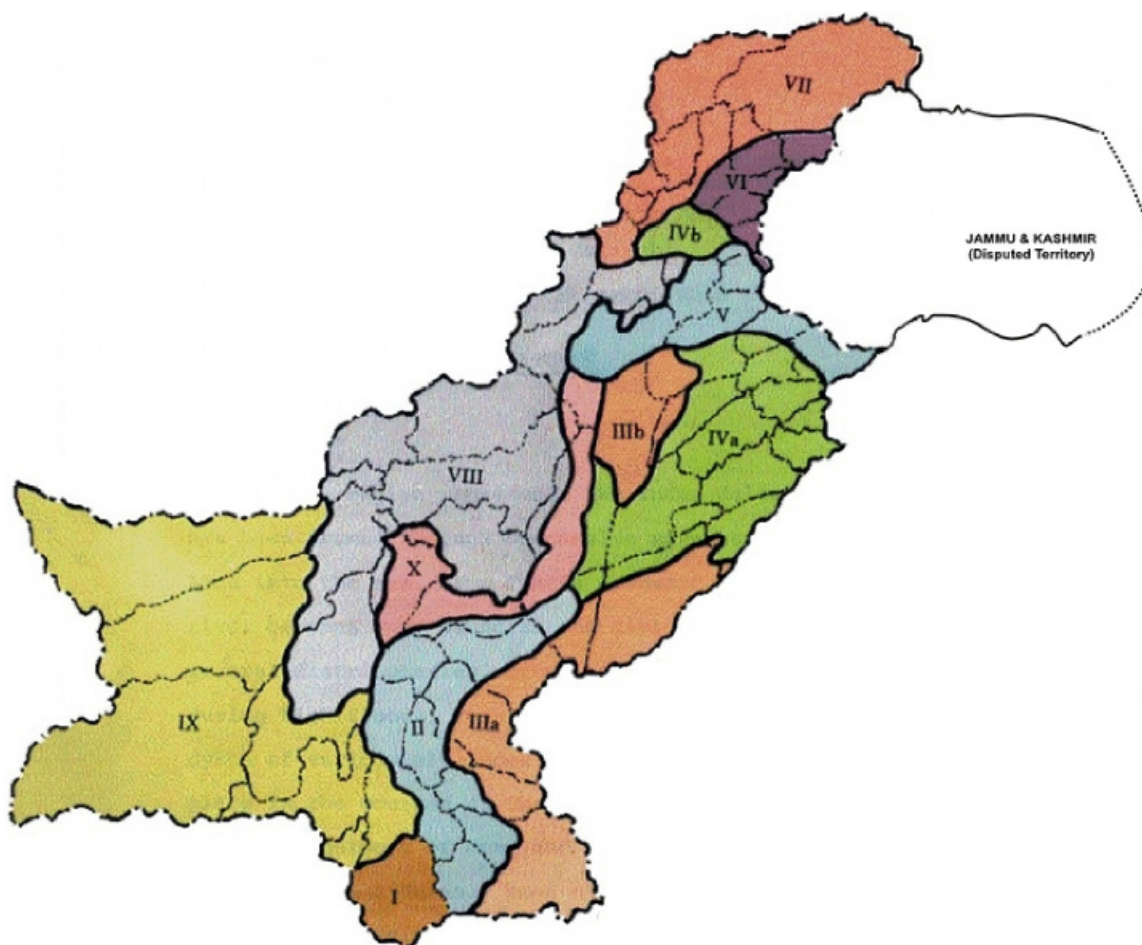 VII
VI
IVb
JAMMU & KASHMIR
(Disputed Territory)
V
IIIb
IVa
VIII
X
IX
II
IIIa
I